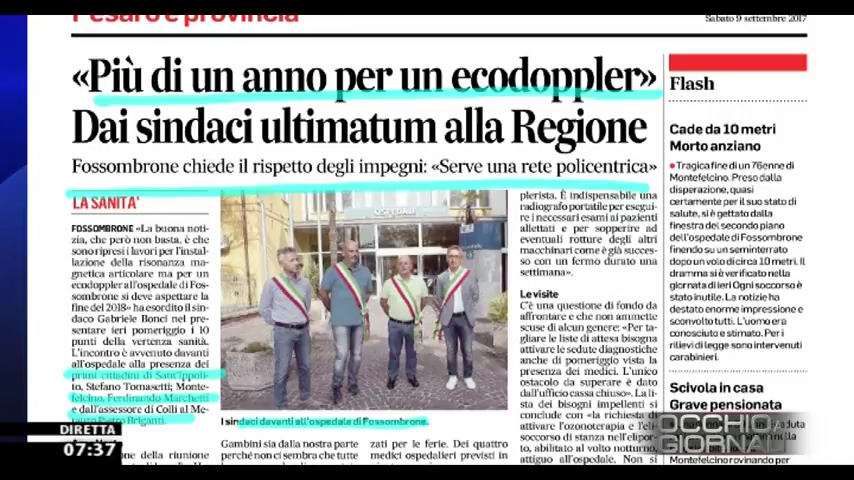 Pesaro e provincia
Sabato 9 settembre 2017
«Più di un anno per un ecodoppler»
Dai sindaci ultimatum alla Regione
Fossombrone chiede il rispetto degli impegni: «Serve una rete policentrica»
LA SANITA'
FOSSOMBRONE «La buona noti-
zia, che però non basta, è che
sono ripresi i lavori per l'instal-
lazione della risonanza ma-
gnetica articolare ma per un
ecodoppler all'ospedale di Fos-
sombrone si deve aspettare la
fine del 2018» ha esordito il sin-
daco Gabriele Bonci nel pre-
sentare ieri pomeriggio i 10
punti della vertenza sanità.
L'incontro è avvenuto davanti
all'ospedale alla presenza dei
primi cittadini di Sant'Ippoli-
to, Stefano Tomasetti; Monte-
felcino, Ferdinando Marchetti
e dall'assessore di Colli al Me-
tauro Pietro Briganti.
della riunione
OSPEDALE
I sindaci davanti all'ospedale di Fossombrone.
Gambini sia dalla nostra parte
perché non ci sembra che tutte
zati per le ferie. Dei quattro
medici ospedalieri previsti in
plerista. È indispensabile una
radiografo portatile per esegui-
re i necessari esami ai pazienti
allettati e per sopperire ad
eventuali rotture degli altri
macchinari come è già succes-
so con un fermo durato una
settimana».
Le visite
C'è una questione di fondo da
affrontare e che non ammette
scuse di alcun genere: «Per ta-
gliare le liste di attesa bisogna
attivare le sedute diagnostiche
anche di pomeriggio vista la
presenza dei medici. L'unico
ostacolo da superare è dato
dall'ufficio cassa chiuso». La li-
sta dei bisogni impellenti si
conclude con «la richiesta di
attivare l'ozonoterapia e l'eli-
soccorso di stanza nell'elipor-
to, abilitato al volo notturno,
attiguo all'ospedale. Non si
Flash
Cade da 10 metri
Morto anziano
● Tragica fine di un 76enne di
Montefelcino. Preso dalla
disperazione, quasi
certamente per il suo stato di
salute, si è gettato dalla
finestra del secondo piano
dell'ospedale di Fossombrone
finendo su un seminterrato
dopo un volo di circa 10 metri. Il
dramma si è verificato nella
giornata di ieri Ogni soccorso
è stato inutile. La notizia ha
destato enorme impressione e
sconvolto tutti. L'uomo era
conosciuto e stimato. Per i
rilievi di legge sono intervenuti
carabinieri.
Scivola in casa
Grave pensionata
Montefelcino rovinando per
OCCHIO
GIORNALI
DIRETTA
07:37